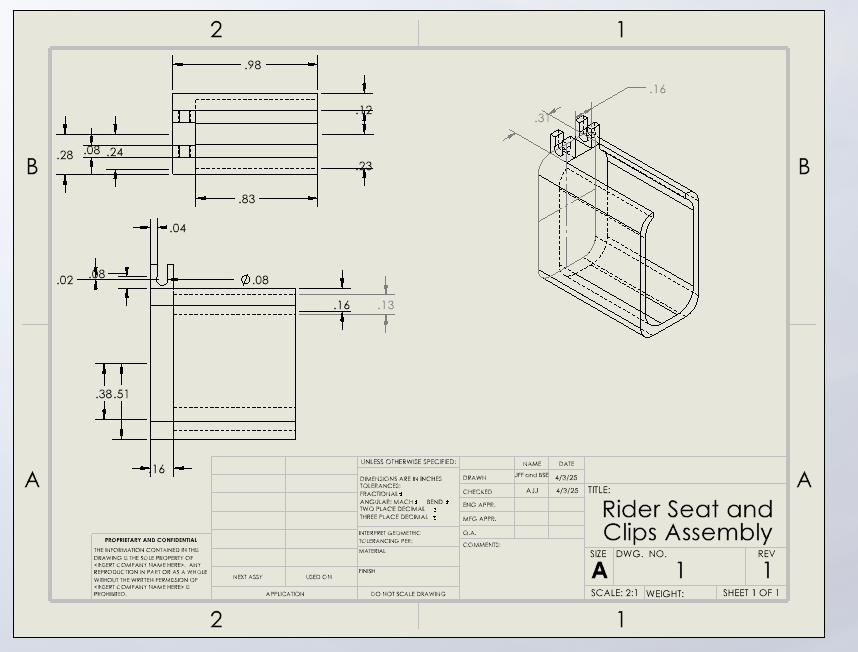 2 1
.98
.16
.12
.31
B .28 .08 .24 B
.23
.83
.04
.08
.02 Ø.08
.16 .13
.38 .51
.16
A A
UNLESS OTHERWISE SPECIFIED:
DIMENSIONS ARE IN INCHES
TOLERANCES:
FRACTIONAL ±
ANGULAR: MACH ± BEND ±
TWO PLACE DECIMAL ±
THREE PLACE DECIMAL ±
INTERPRET GEOMETRIC
TOLERANCING PER:
MATERIAL
FINISH
DO NOT SCALE DRAWING
NAME DATE
DRAWN JFF and BSE 4/3/25
CHECKED AJJ 4/3/25
ENG APPR.
MFG APPR.
Q.A.
COMMENTS:
TITLE:
Rider Seat and
Clips Assembly
SIZE DWG. NO. REV
A 1 1
SCALE: 2:1 WEIGHT: SHEET 1 OF 1
PROPRIETARY AND CONFIDENTIAL
THE INFORMATION CONTAINED IN THIS
DRAWING IS THE SOLE PROPERTY OF
<INSERT COMPANY NAME HERE>. ANY
REPRODUCTION IN PART OR AS A WHOLE
WITHOUT THE WRITTEN PERMISSION OF
<INSERT COMPANY NAME HERE> IS
PROHIBITED.
NEXT ASSY USED ON
APPLICATION
2 1